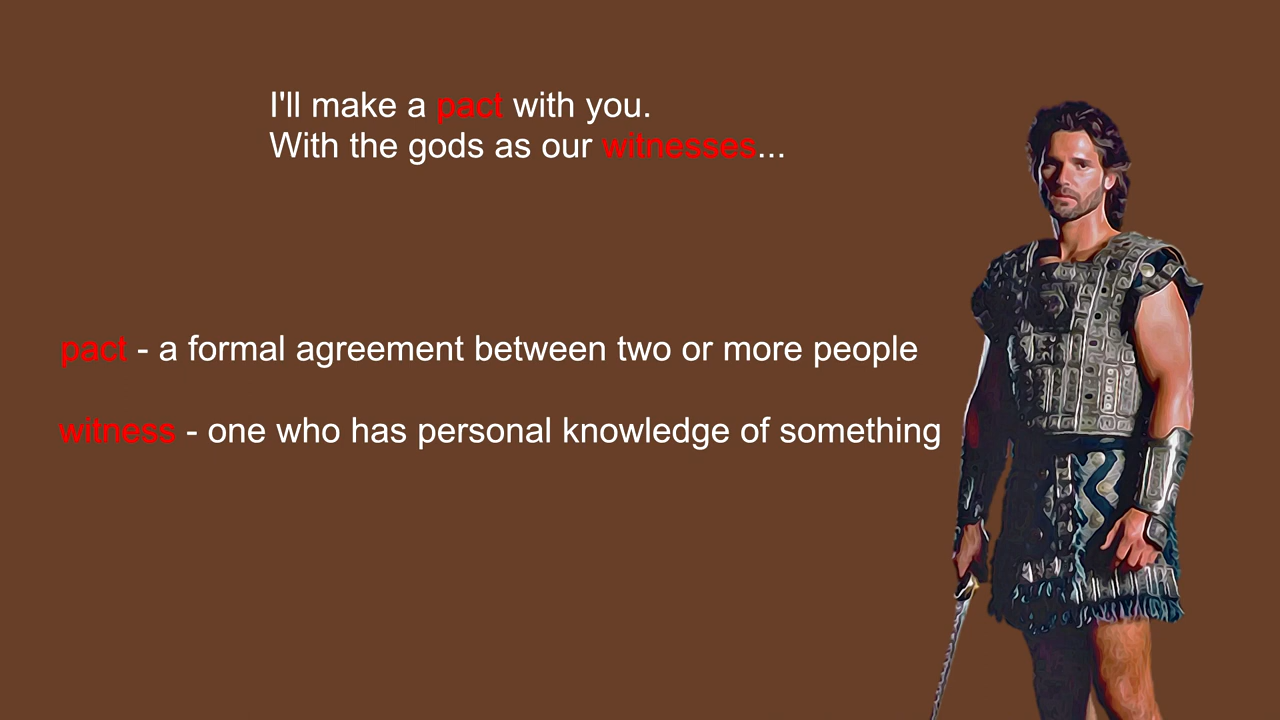 I'll make a pact with you.
With the gods as our witnesses...
pact - a formal agreement between two or more people
witness - one who has personal knowledge of something